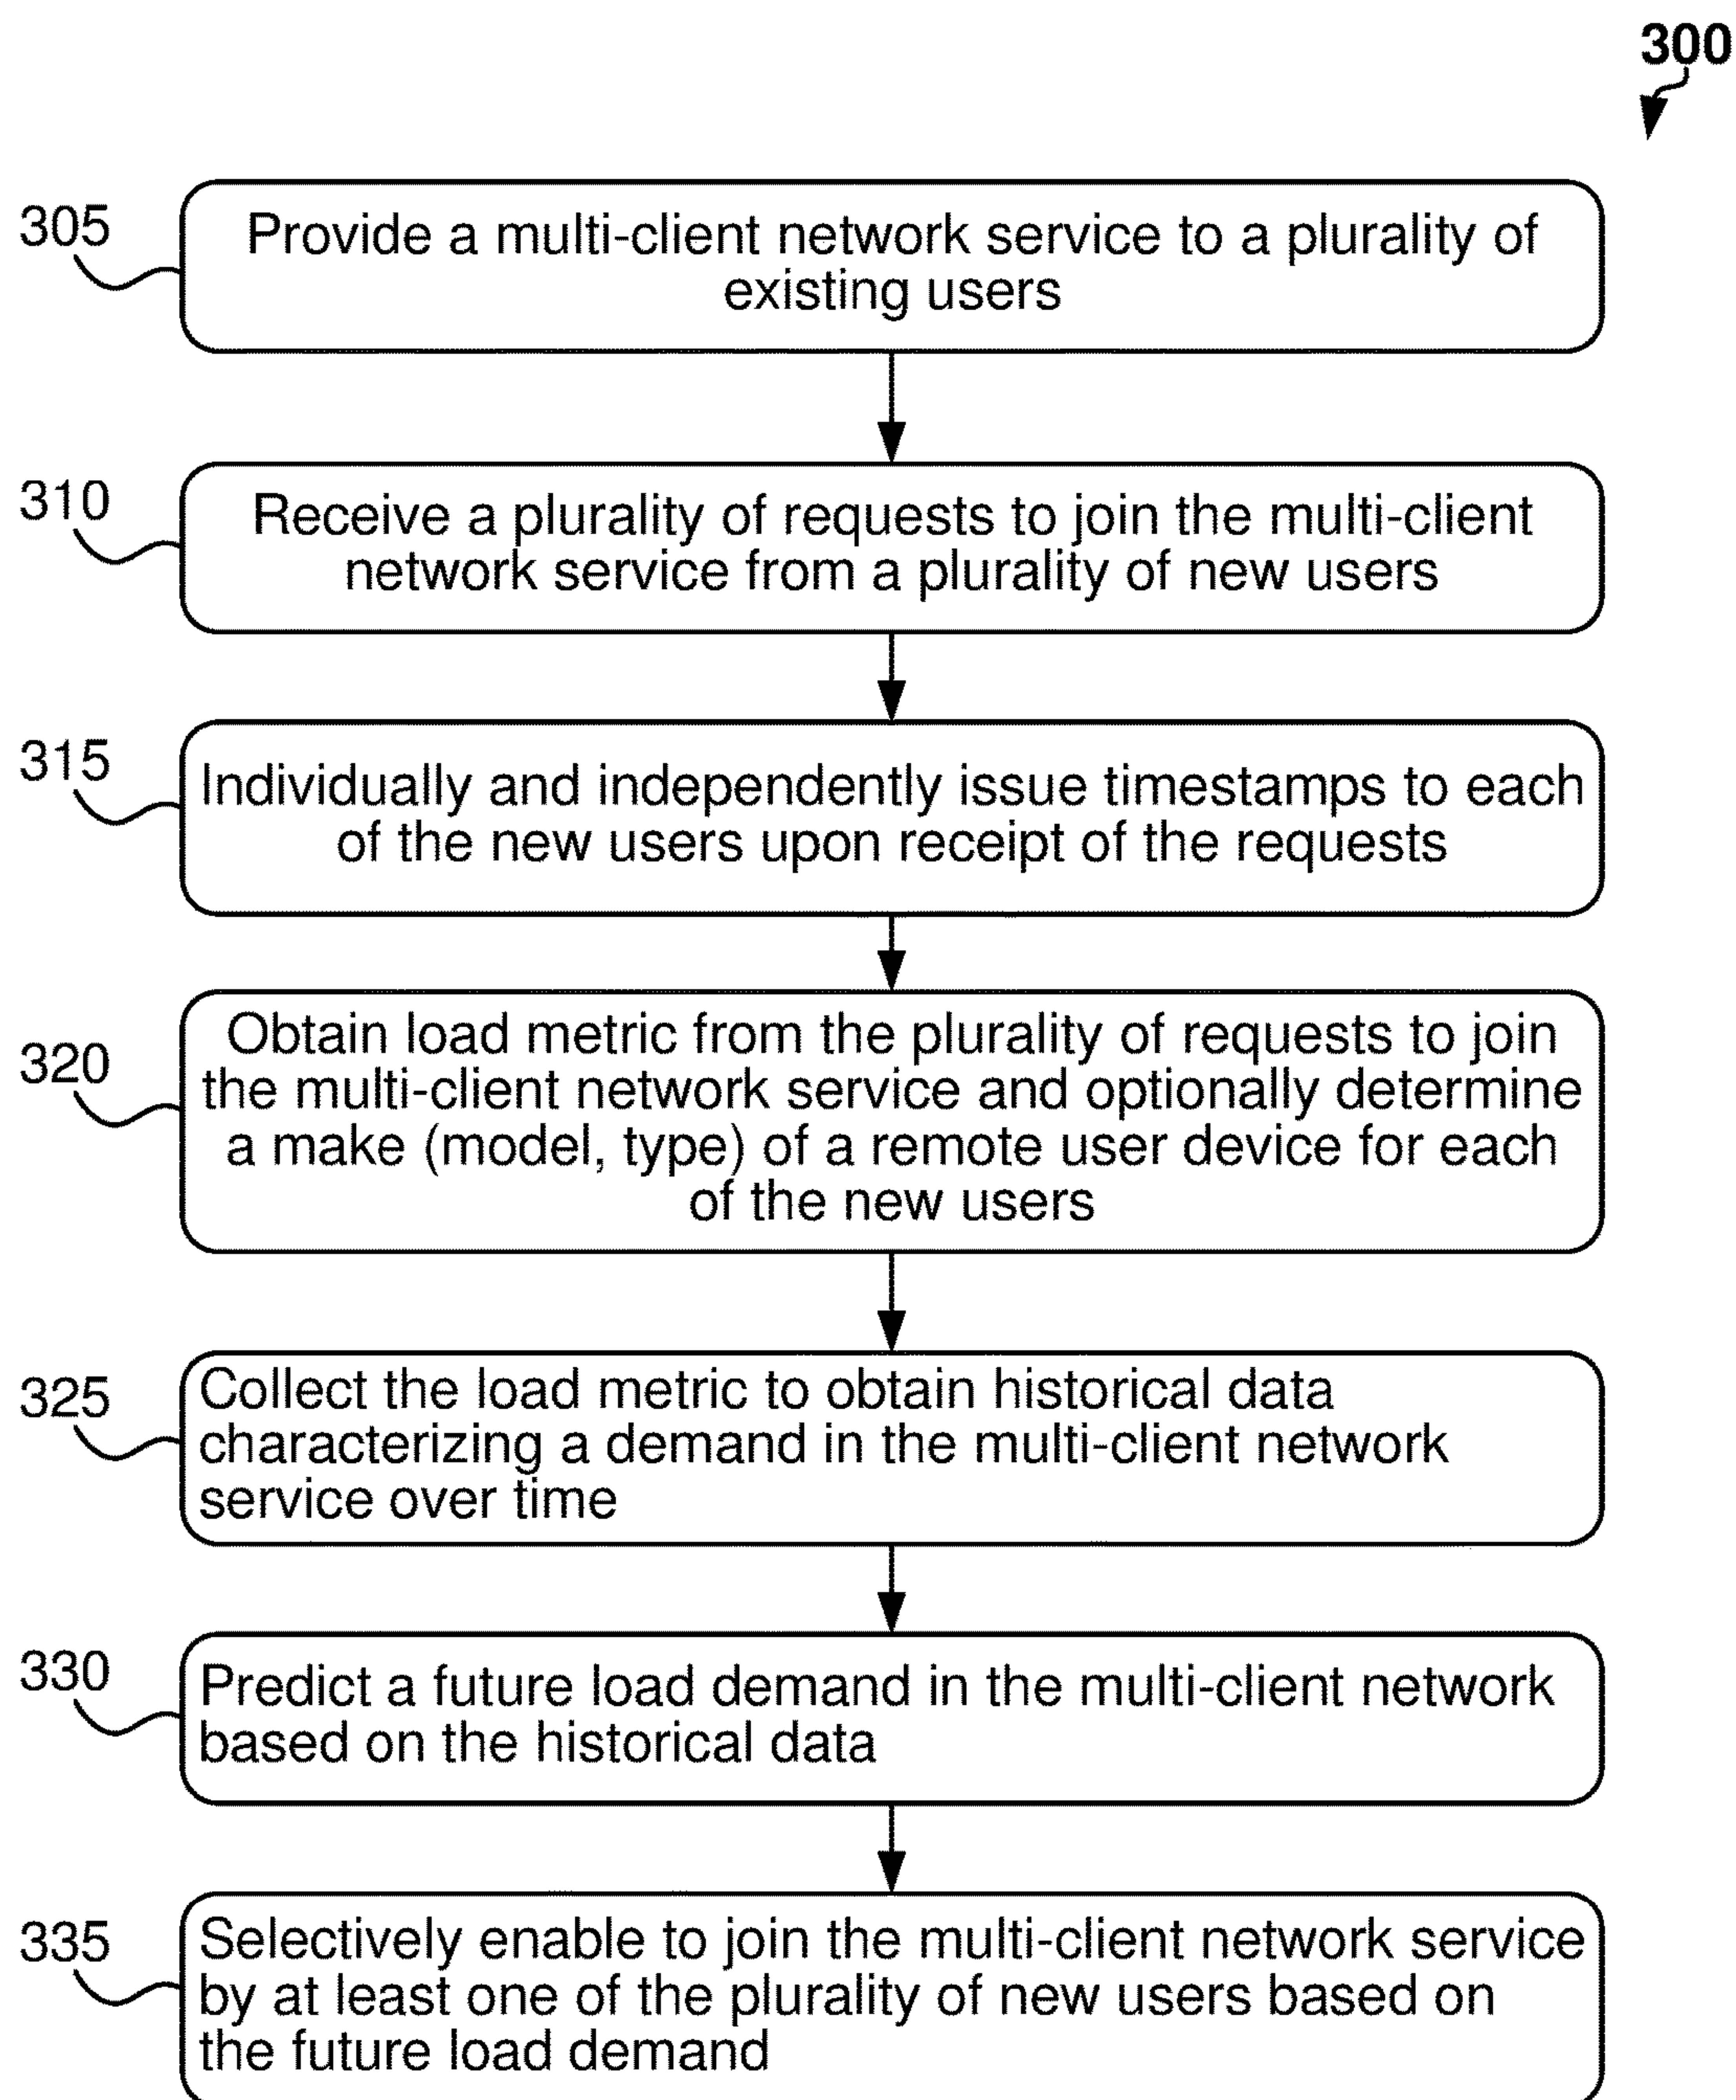 300
305
Provide a multi-client network service to a plurality of
existing users
310
Receive a plurality of requests to join the multi-client
network service from a plurality of new users
315
Individually and independently issue timestamps to each
of the new users upon receipt of the requests
320
Obtain load metric from the plurality of requests to join
the multi-client network service and optionally determine
a make (model, type) of a remote user device for each
of the new users
325
Collect the load metric to obtain historical data
characterizing a demand in the multi-client network
service over time
330
Predict a future load demand in the multi-client network
based on the historical data
335
Selectively enable to join the multi-client network service
by at least one of the plurality of new users based on
the future load demand